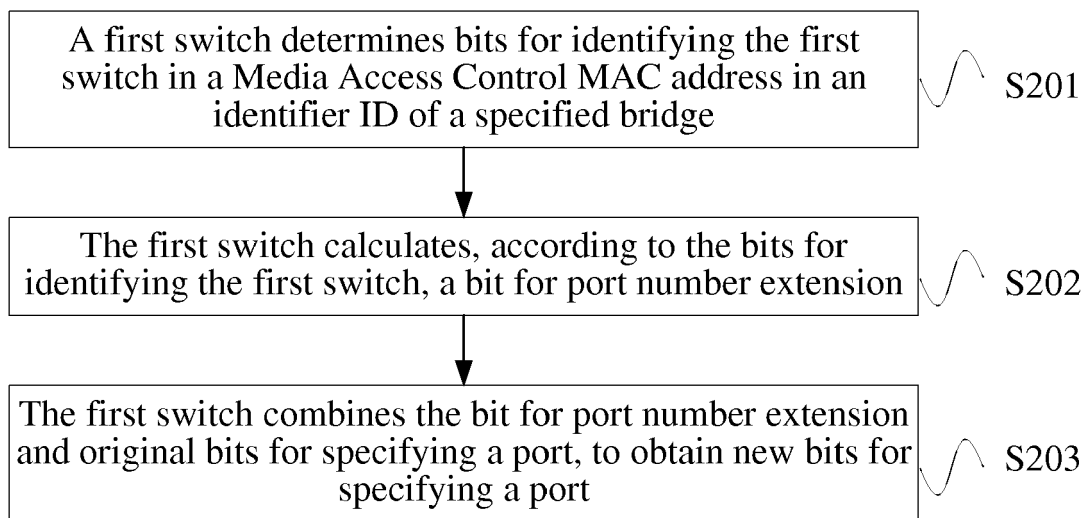 A first switch determines bits for identifying the first
switch in a Media Access Control MAC address in an
identifier ID of a specified bridge
S201
The first switch calculates, according to the bits for
identifying the first switch, a bit for port number extension
S202
The first switch combines the bit for port number extension
and original bits for specifying a port, to obtain new bits for
specifying a port
S203